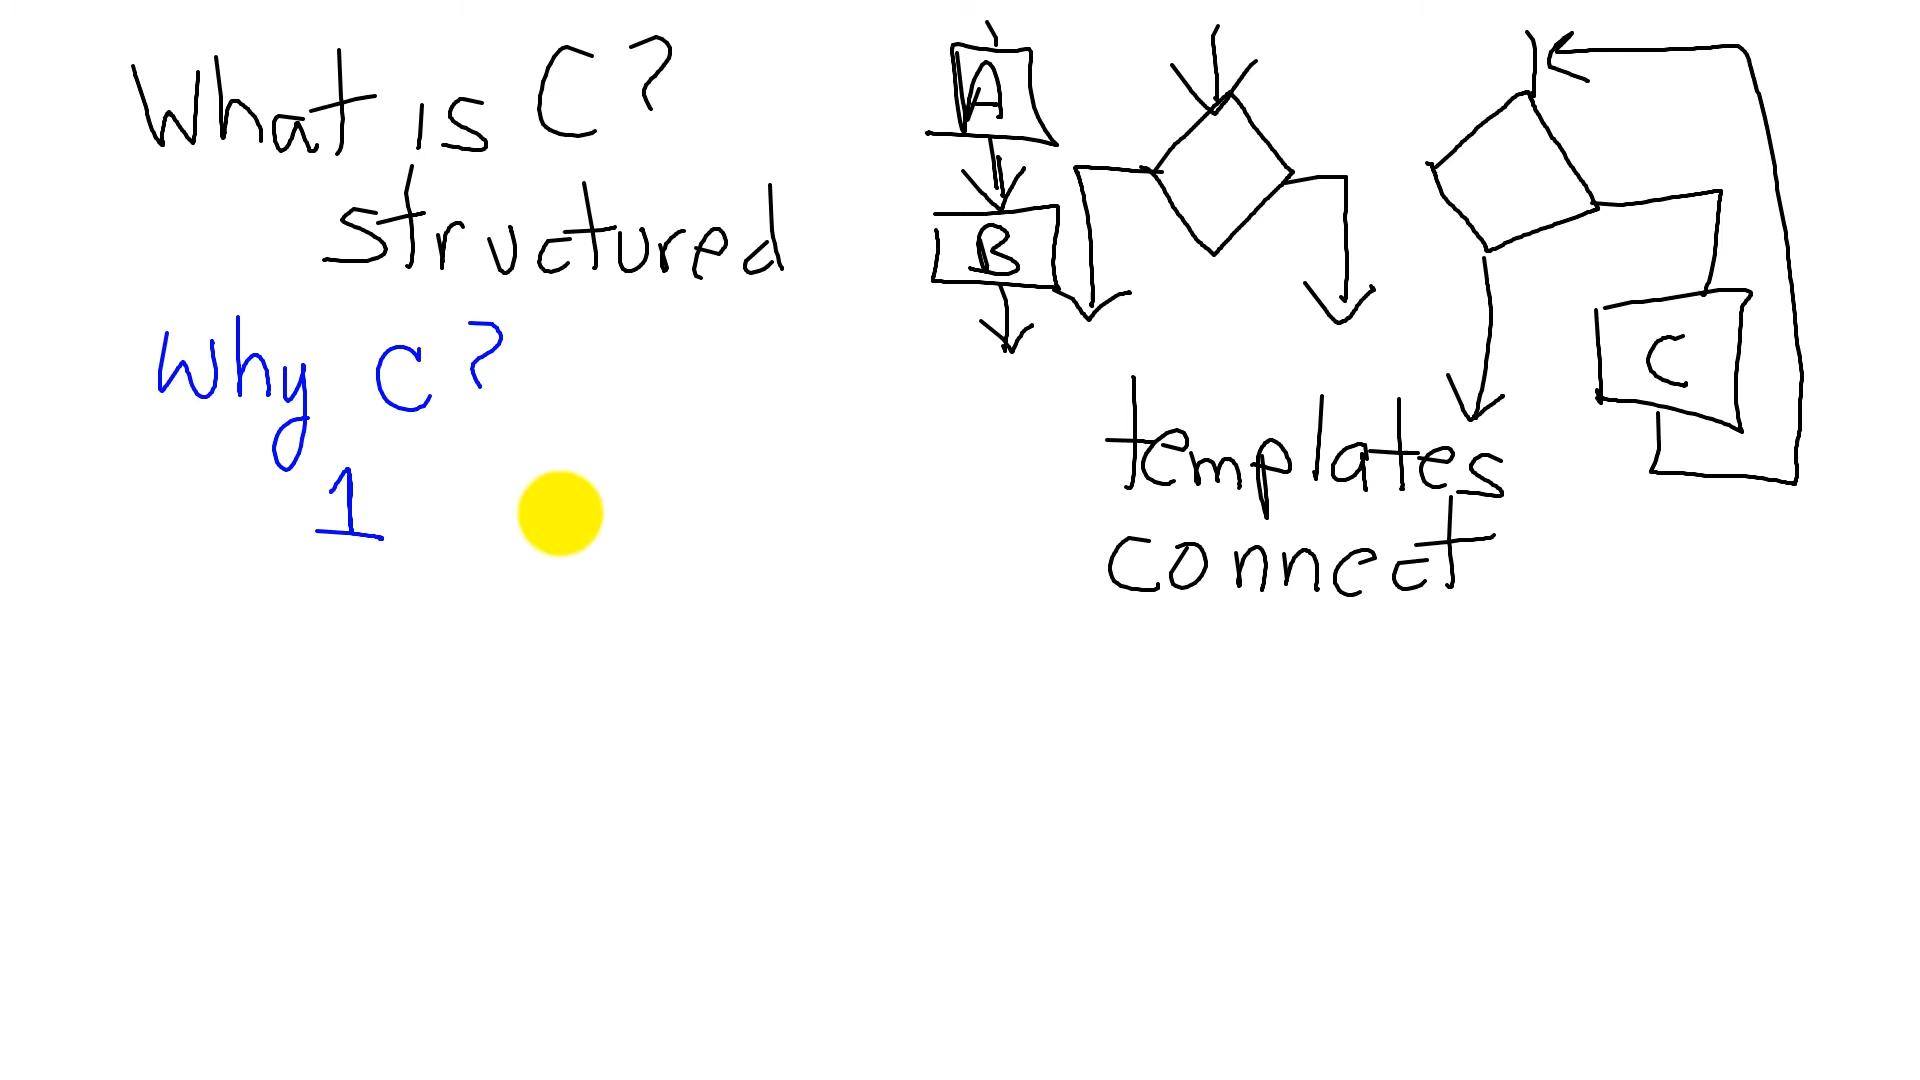 What is C?
structured
Why C?
1
A
B
C
templates
connect